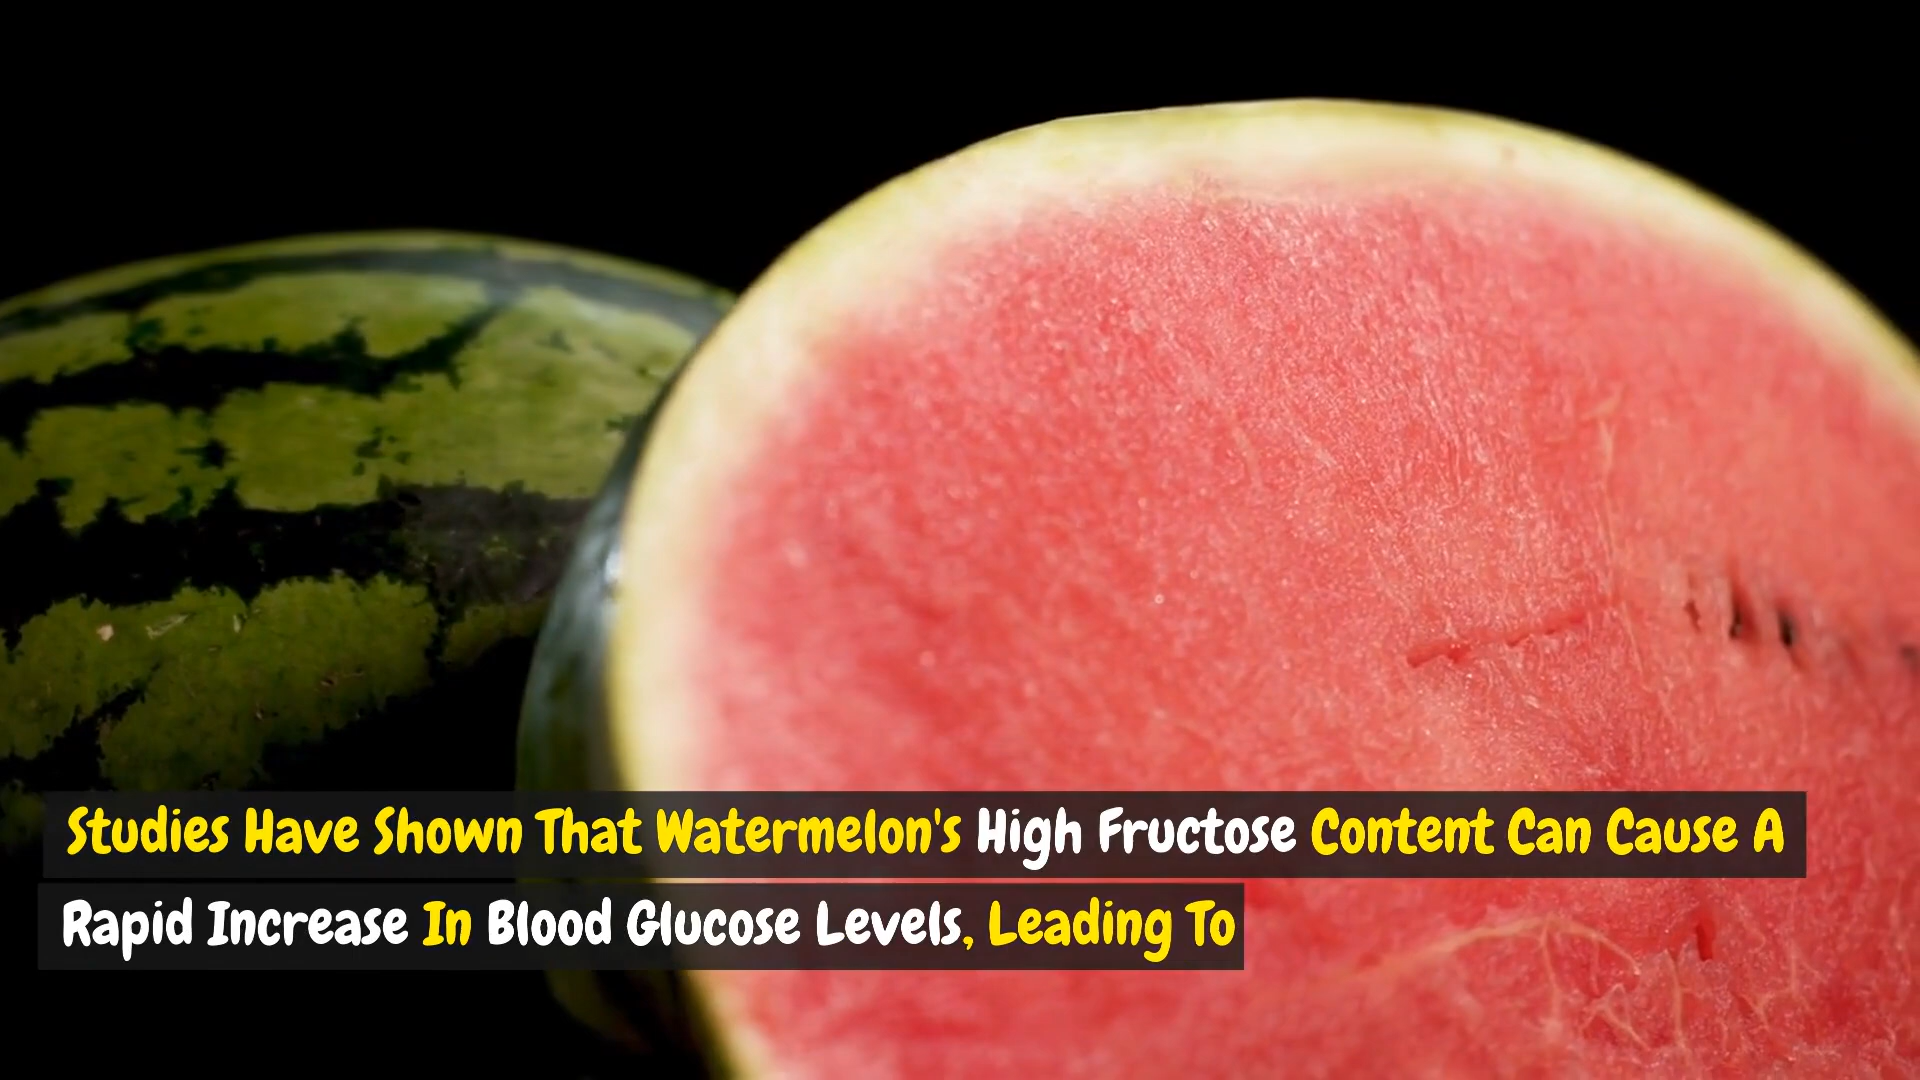 Studies Have Shown That Watermelon's High Fructose Content Can Cause A
Rapid Increase In Blood Glucose Levels, Leading To